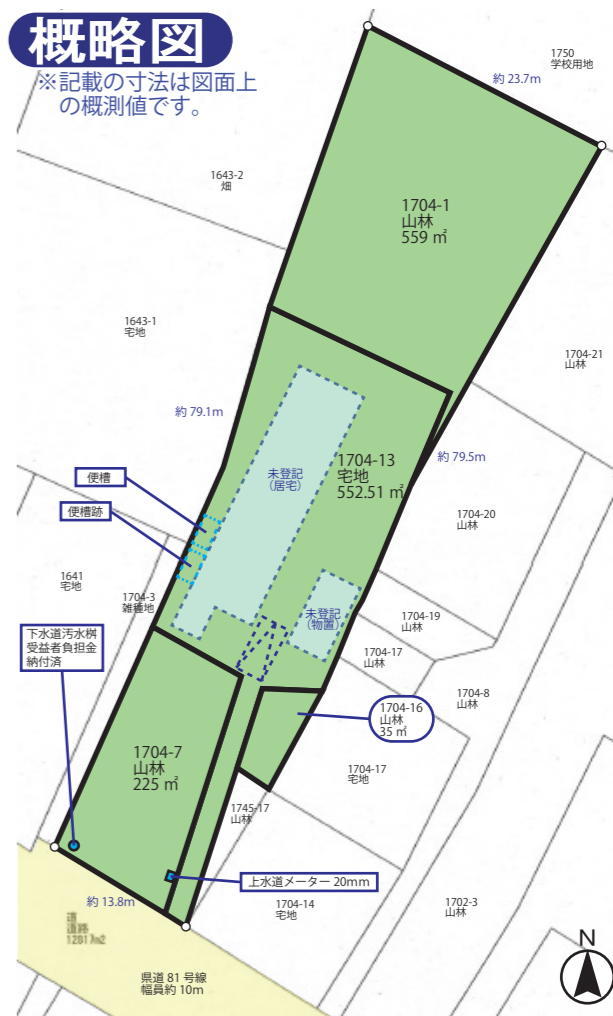 概略図
※記載の寸法は図面上
の概測値です。
1750
学校用地
約 23.7m
1643-2
畑
1704-1
山林
559 ㎡
1643-1
宅地
1704-21
山林
約 79.1m
未登記
(居宅)
1704-13
宅地
552.51 ㎡
約 79.5m
便槽
便槽跡
1704-20
山林
1641
宅地
1704-3
雑種地
未登記
(物置)
1704-19
山林
下水道汚水桝
受益者負担金
納付済
1704-17
山林
1704-8
山林
1704-16
山林
35 ㎡
1704-7
山林
225 ㎡
1704-17
宅地
1745-17
山林
上水道メーター 20mm
約 13.8m
1704-14
宅地
1702-3
山林
道
道路
県道 81 号線
幅員約 10m
N